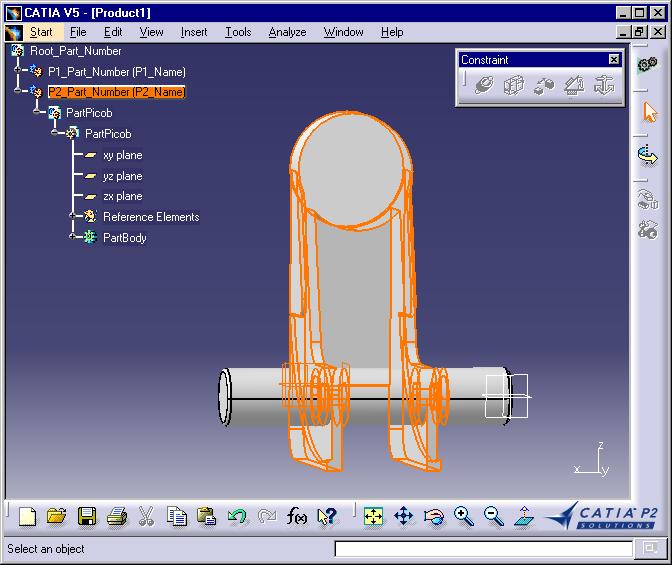 CATIA V5 - [Product1]
Start File Edit View Insert Tools Analyze Window Help
Root_Part_Number
Constraint
P1_Part_Number (P1_Name)
P2_Part_Number (P2_Name)
PartPicob
PartPicob
xy plane
yz plane
zx plane
Reference Elements
PartBody
z
x y
f(x)
?
CATIA P2
SOLUTIONS
Select an object